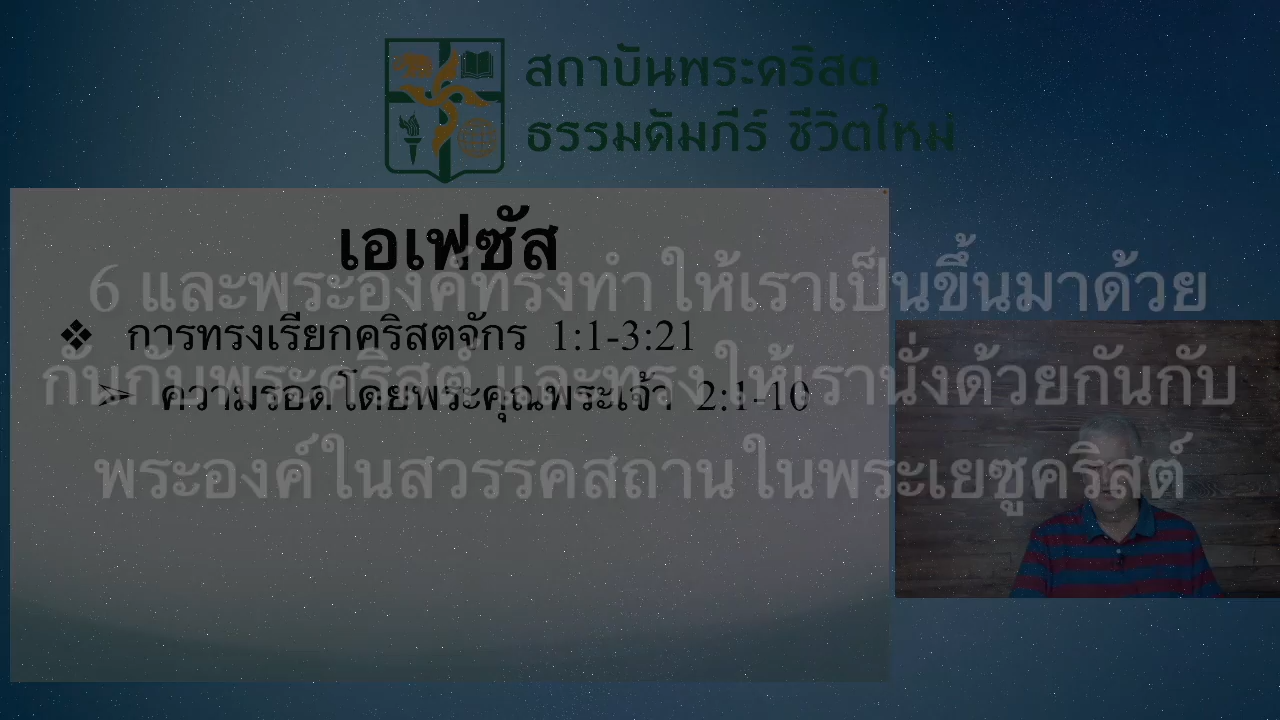 สถาบันพระคริสต
ธรรมคัมภีร์ ชีวิตใหม่
เอเฟซัส
❖ การทรงเรียกคริสตจักร 1:1-3:21
➢ ความรอดโดยพระคุณพระเจ้า 2:1-10
6 และพระองค์ทรงทำให้เราเป็นขึ้นมาด้วย
กันกับพระคริสต์ และทรงให้เรานั่งด้วยกันกับ
พระองค์ในสวรรคสถานในพระเยซูคริสต์